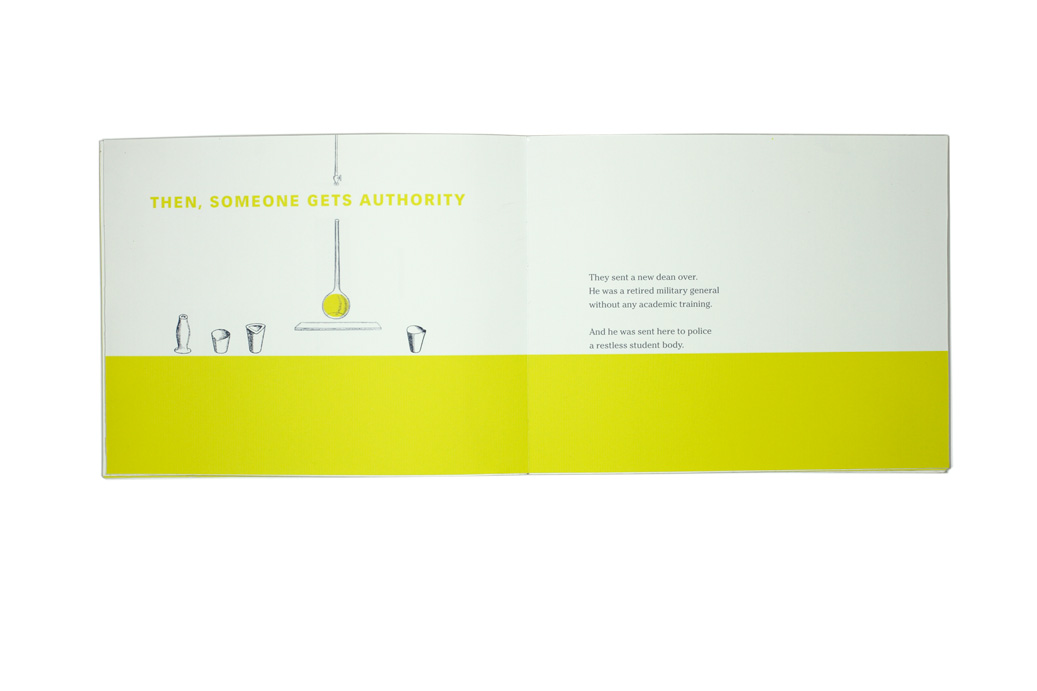 THEN, SOMEONE GETS AUTHORITY
They sent a new dean over.
He was a retired military general
without any academic training.
And he was sent here to police
a restless student body.